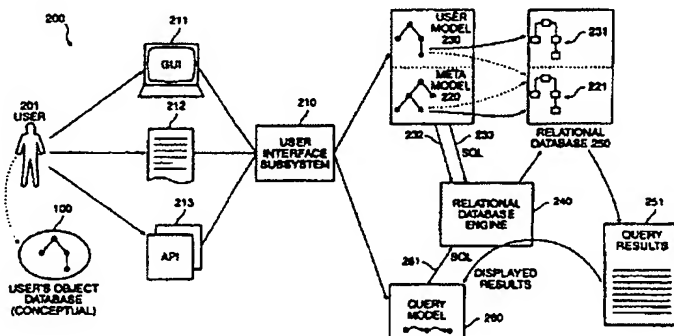 200
211
GUI
201
USER
212
210
USER
INTERFACE
SUBSYSTEM
213
API
100
USER'S OBJECT
DATABASE
(CONCEPTUAL)
USER
MODEL
230
META
MODEL
220
231
221
232
233
SQL
RELATIONAL
DATABASE 250
RELATIONAL
DATABASE
ENGINE
240
251
QUERY
RESULTS
261
SQL
DISPLAYED
RESULTS
QUERY
MODEL
260